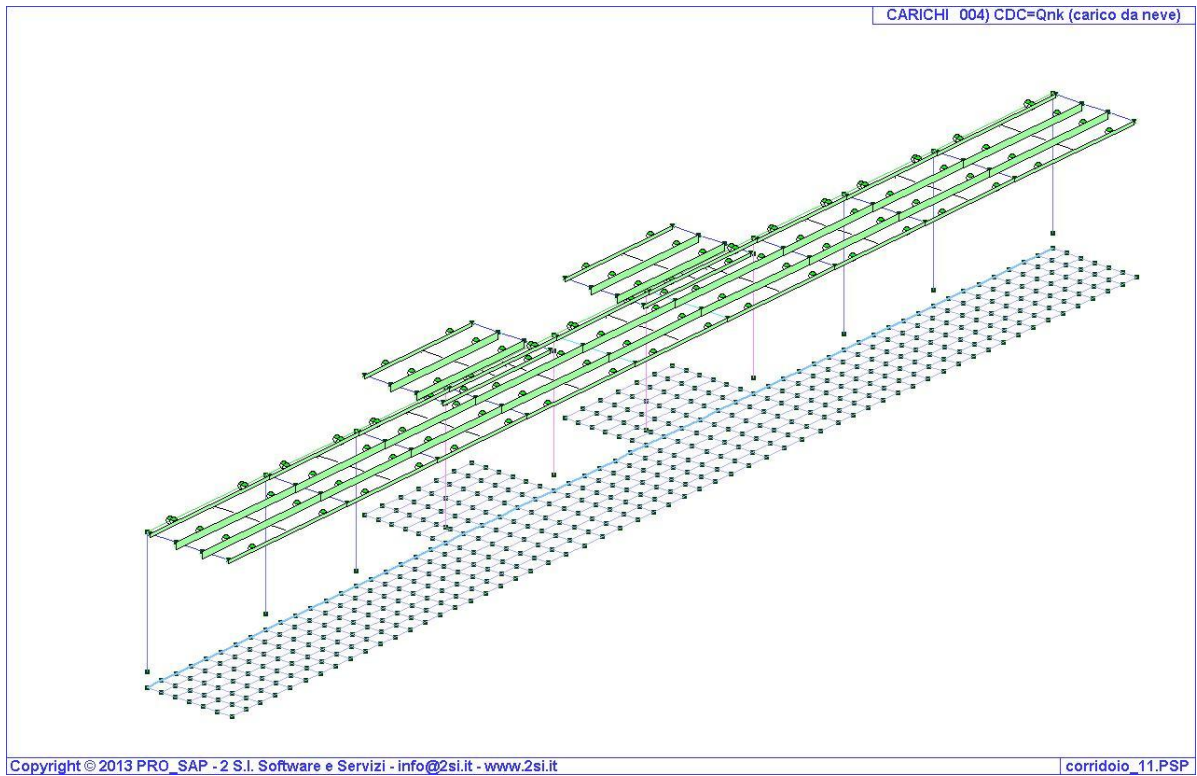 CARICHI 004) CDC=Qnk (carico da neve)
Copyright © 2013 PRO_SAP - 2 S.I. Software e Servizi - info@2si.it - www.2si.it
corridoio_11.PSP